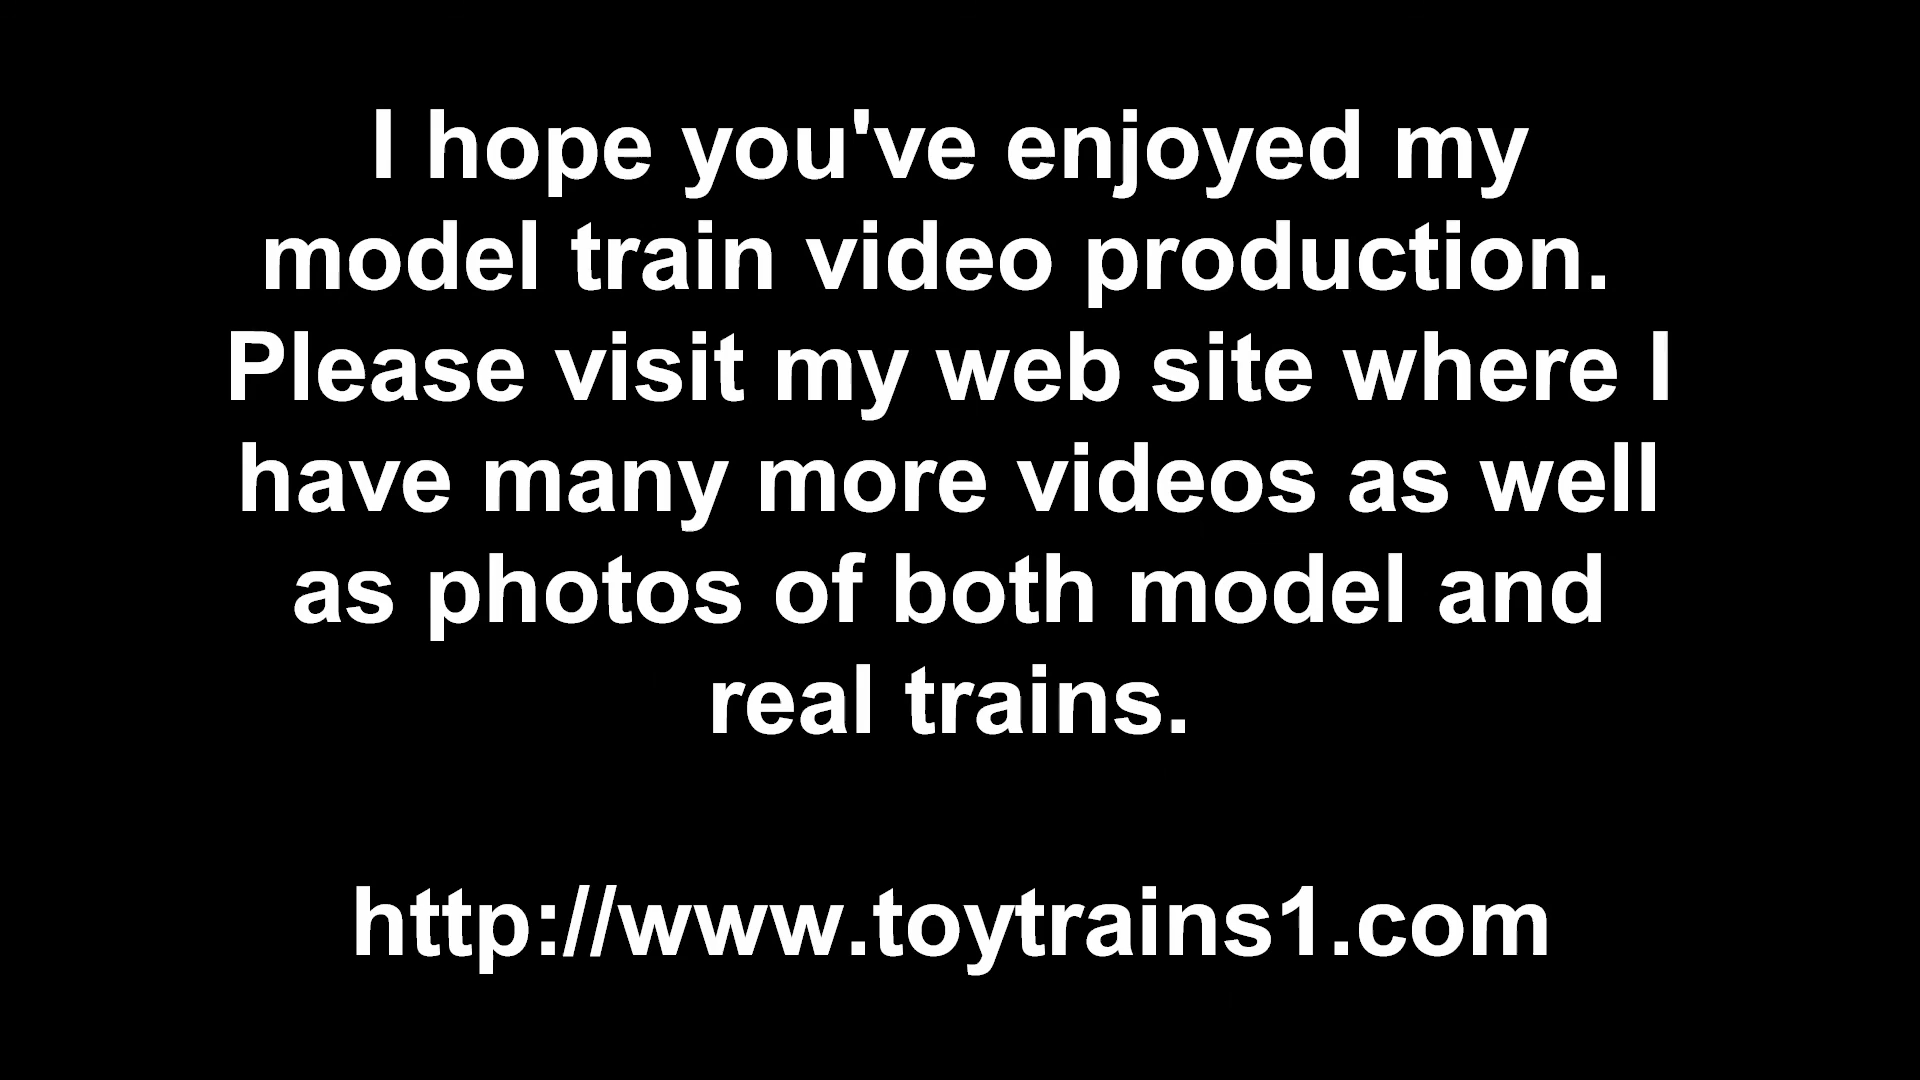 I hope you've enjoyed my
model train video production.
Please visit my web site where I
have many more videos as well
as photos of both model and
real trains.
http://www.toytrains1.com